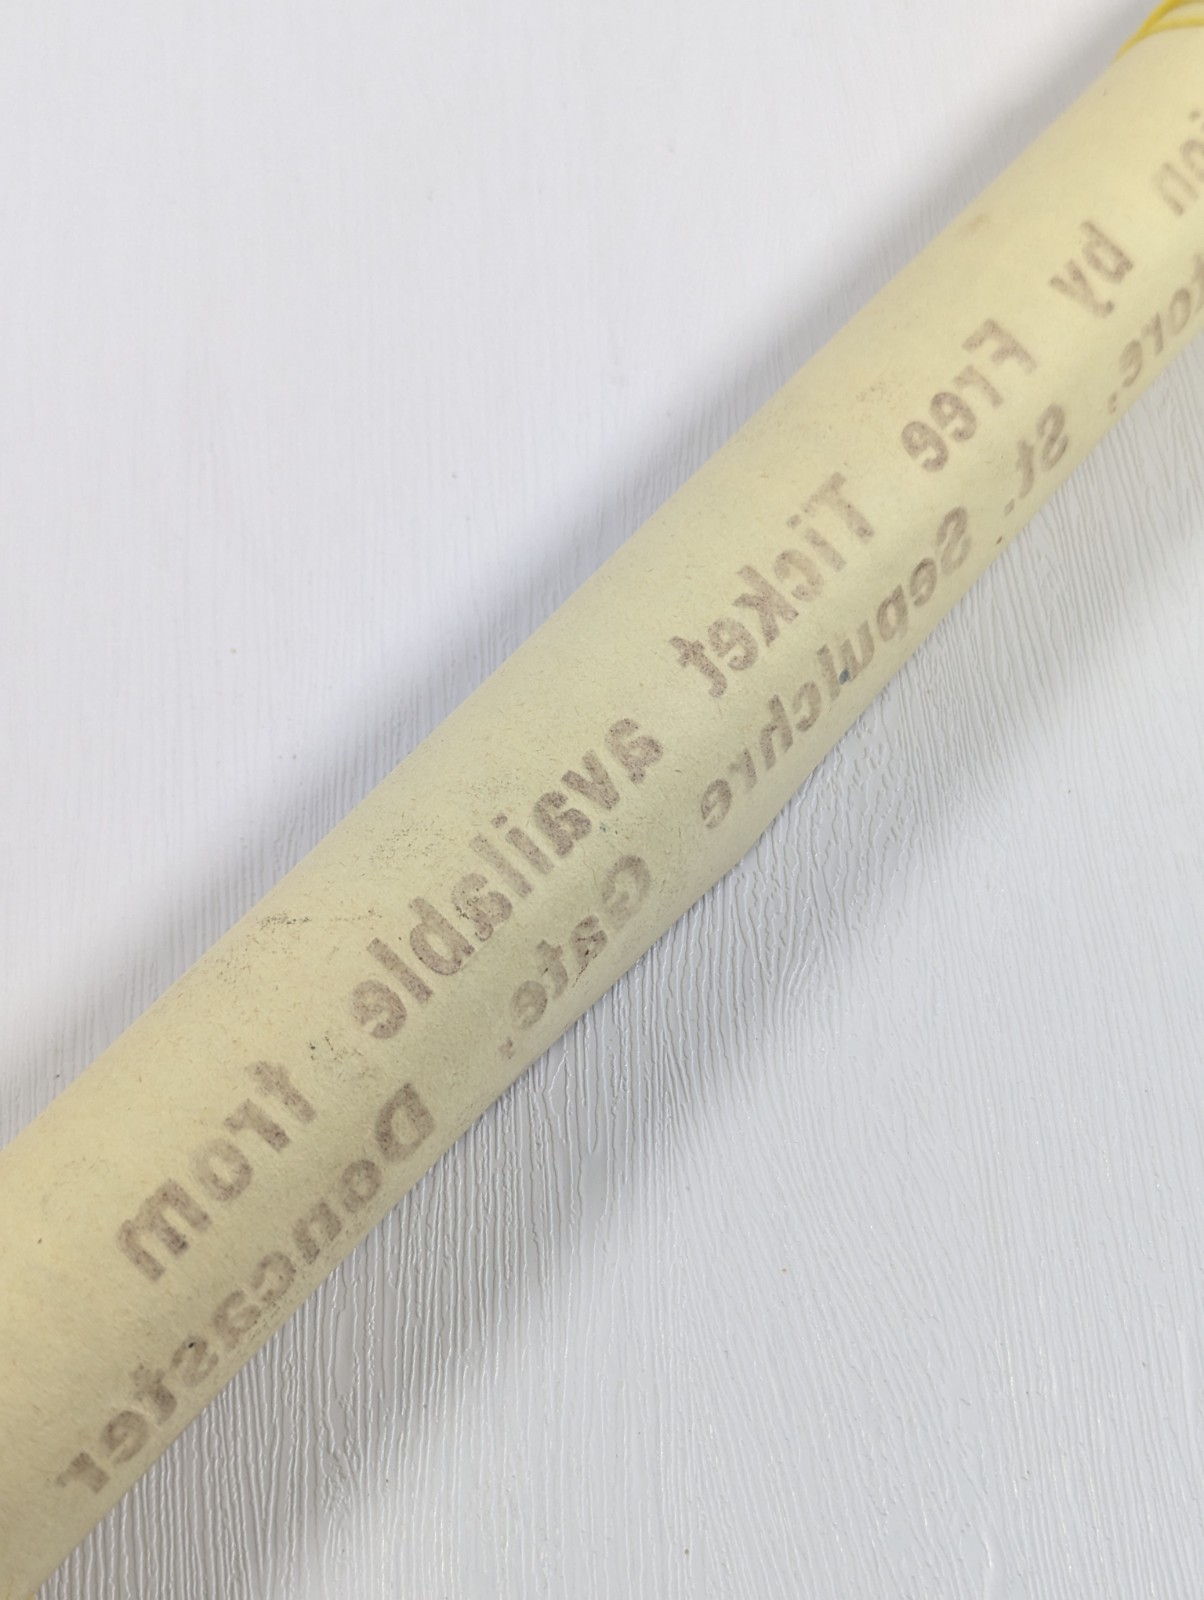 by Free Ticket available from
St. Sepulchre Gate, Doncaster